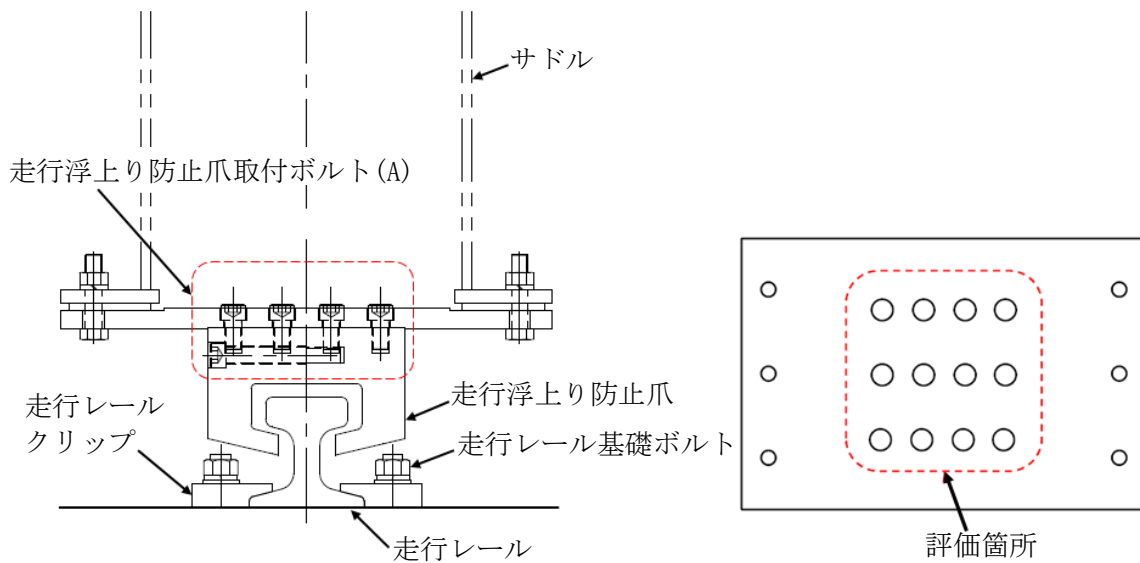 サドル
走行浮上り防止爪取付ボルト(A)
走行レール
クリップ
走行浮上り防止爪
走行レール基礎ボルト
走行レール
評価箇所